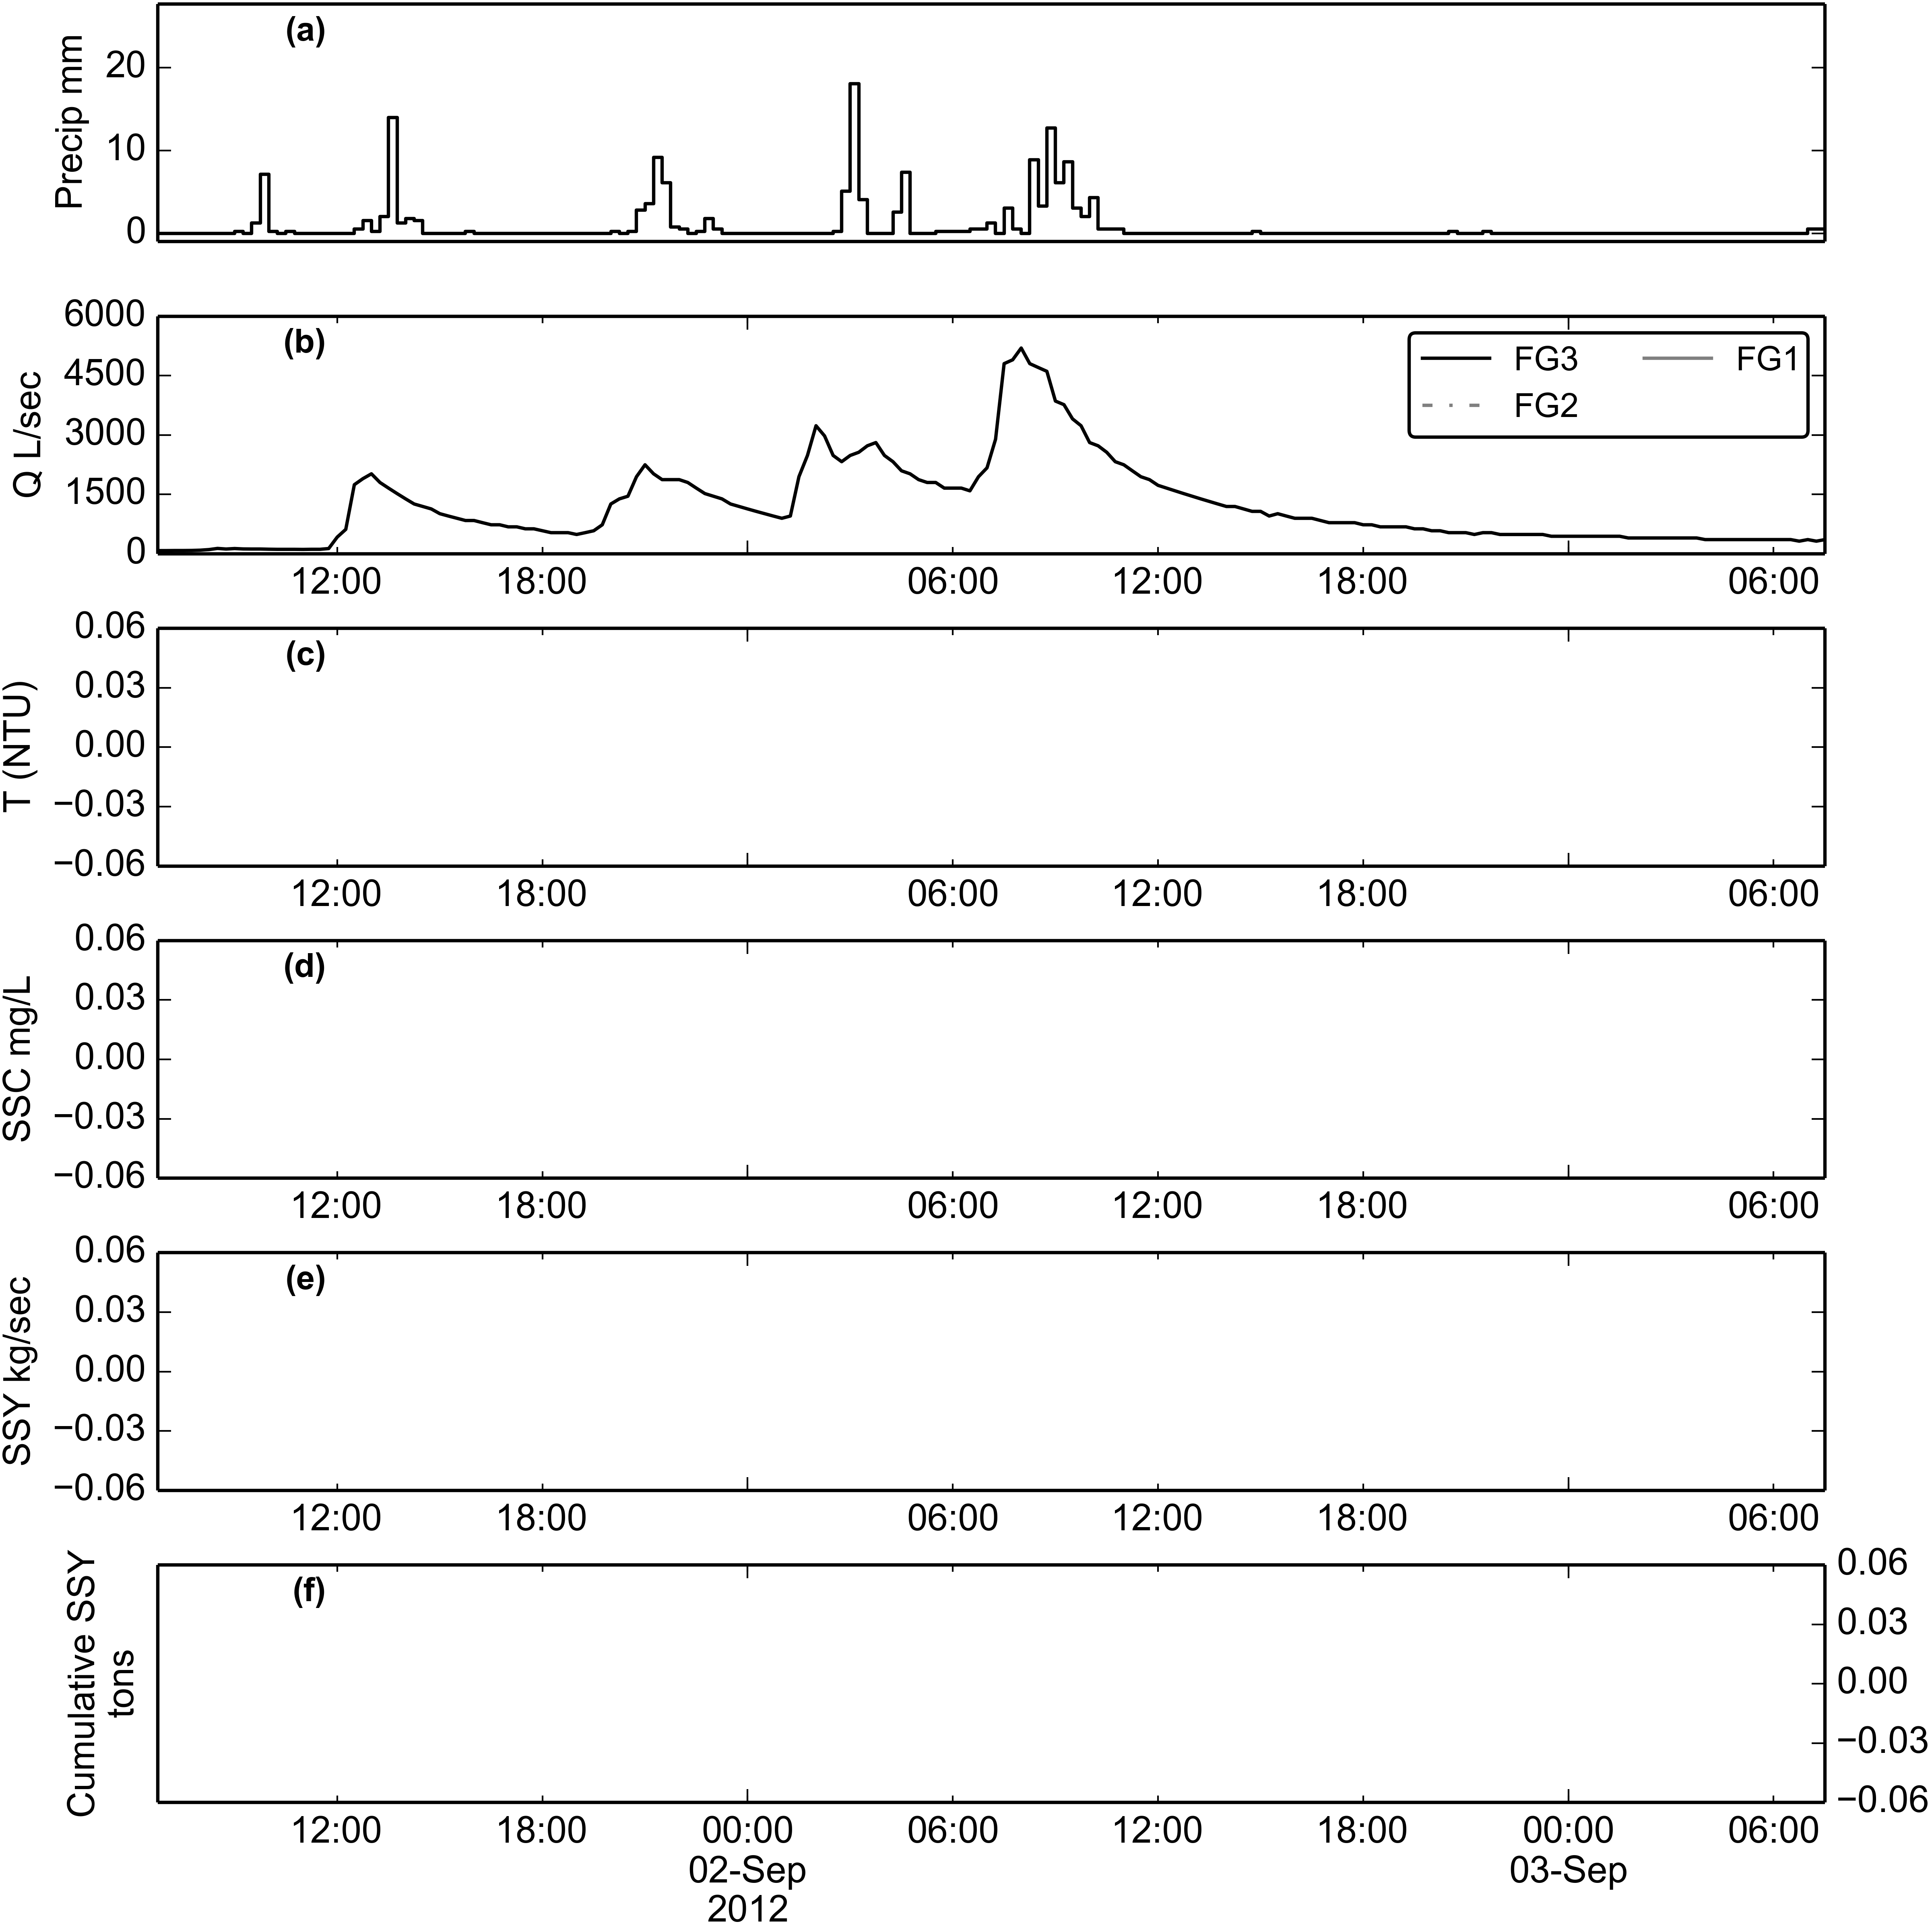 (a)
Precip mm
20
10
0
(b)
Q L/sec
6000
4500
3000
1500
0
FG3 FG1
FG2
12:00 18:00 06:00 12:00 18:00 06:00
(c)
T (NTU)
0.06
0.03
0.00
−0.03
−0.06
12:00 18:00 06:00 12:00 18:00 06:00
(d)
SSC mg/L
0.06
0.03
0.00
−0.03
−0.06
12:00 18:00 06:00 12:00 18:00 06:00
(e)
SSY kg/sec
0.06
0.03
0.00
−0.03
−0.06
12:00 18:00 06:00 12:00 18:00 06:00
(f)
Cumulative SSY
tons
0.06
0.03
0.00
−0.03
−0.06
12:00 18:00 00:00 06:00 12:00 18:00 00:00 06:00
02-Sep 03-Sep
2012